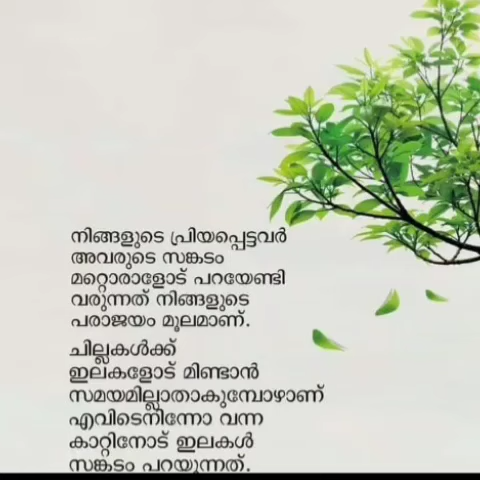 നിങ്ങളുടെ പ്രിയപ്പെട്ടവർ
അവരുടെ സങ്കടം
മറ്റൊരാളോട് പറയേണ്ടി
വരുന്നത് നിങ്ങളുടെ
പരാജയം മൂലമാണ്.
ചില്ലകൾക്ക്
ഇലകളോട് മിണ്ടാൻ
സമയമില്ലാതാകുമ്പോഴാണ്
എവിടെനിന്നോ വന്ന
കാറ്റിനോട് ഇലകൾ
സങ്കടം പറയുന്നത്.